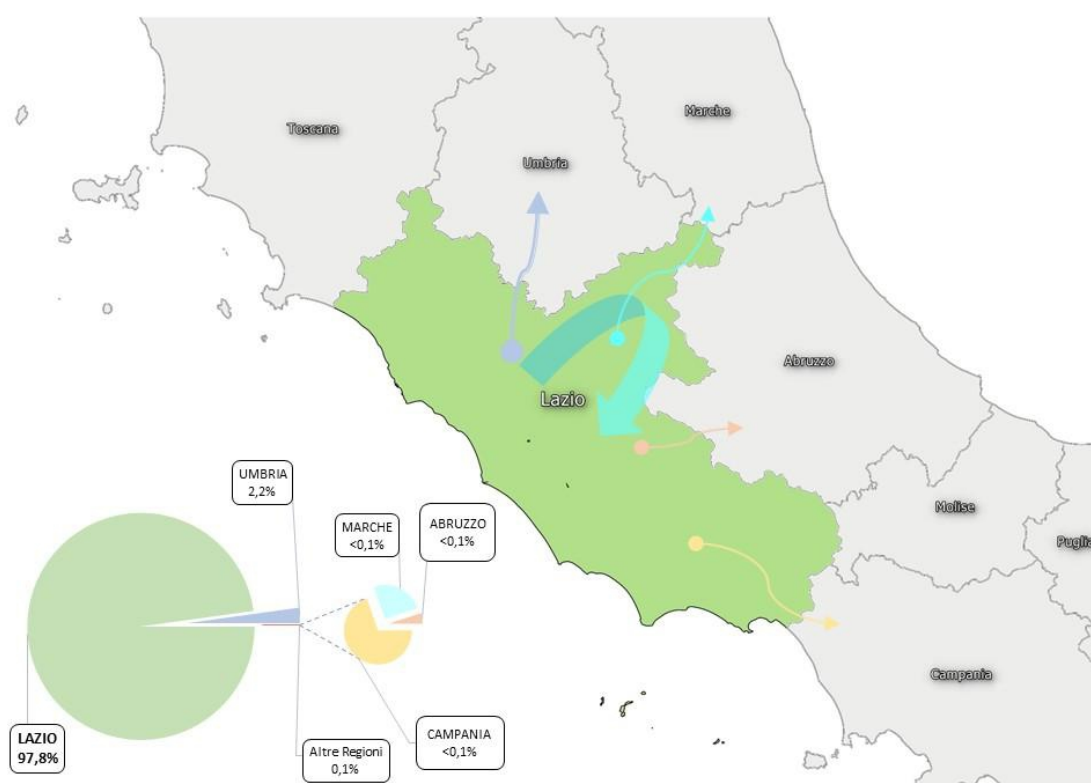 Marche
Toscana
Umbria
Abruzzo
Lazio
Molise
Puglia
Campania
UMBRIA
2,2%
MARCHE
<0,1%
ABRUZZO
<0,1%
LAZIO
97,8%
Altre Regioni
0,1%
CAMPANIA
<0,1%